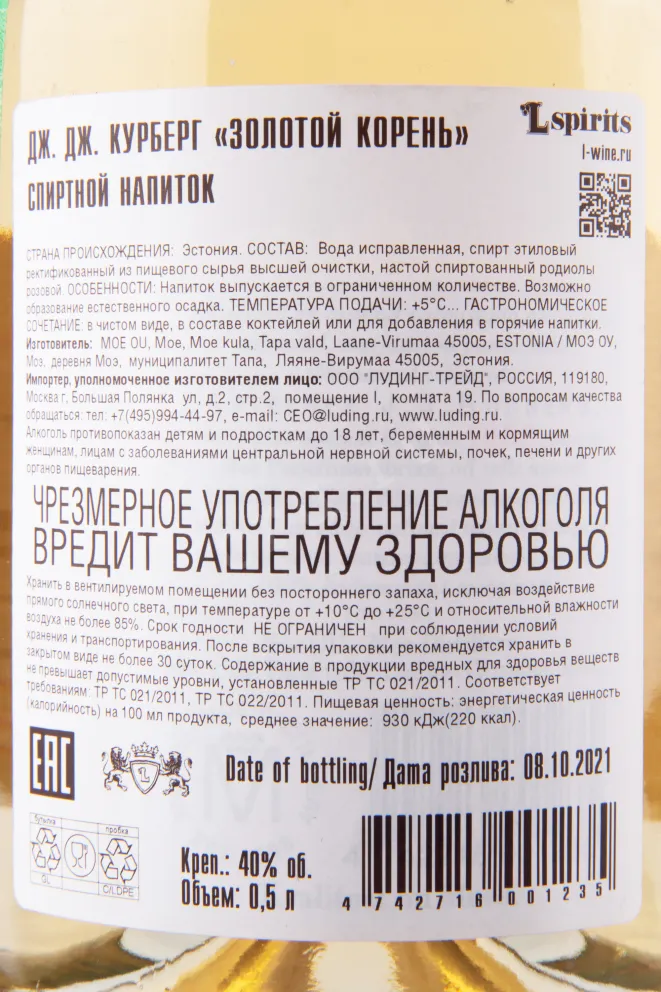 ДЖ. ДЖ. КУРБЕРГ «ЗОЛОТОЙ КОРЕНЬ»
СПИРТНОЙ НАПИТОК
L spirits
l-wine.ru
СТРАНА ПРОИСХОЖДЕНИЯ: Эстония. СОСТАВ: Вода исправленная, спирт этиловый
ректификованный из пищевого сырья высшей очистки, настой спиртованный родиолы
розовой. ОСОБЕННОСТИ: Напиток выпускается в ограниченном количестве. Возможно
образование естественного осадка. ТЕМПЕРАТУРА ПОДАЧИ: +5°C... ГАСТРОНОМИЧЕСКОЕ
СОЧЕТАНИЕ: в чистом виде, в составе коктейлей или для добавления в горячие напитки.
Изготовитель: MOE OU, Moe, Moe kula, Tapa vald, Laane-Virumaa 45005, ESTONIA / МОЭ ОУ,
Моэ, деревня Моэ, муниципалитет Тапа, Ляяне-Вирумаа 45005, Эстония.
Импортер, уполномоченное изготовителем лицо: ООО "ЛУДИНГ-ТРЕЙД", РОССИЯ, 119180,
Москва г, Большая Полянка ул, д.2, стр.2, помещение I, комната 19. По вопросам качества
обращаться: тел: +7(495)994-44-97, e-mail: CEO@luding.ru, www.luding.ru.
Алкоголь противопоказан детям и подросткам до 18 лет, беременным и кормящим
женщинам, лицам с заболеваниями центральной нервной системы, почек, печени и других
органов пищеварения.
ЧРЕЗМЕРНОЕ УПОТРЕБЛЕНИЕ АЛКОГОЛЯ
ВРЕДИТ ВАШЕМУ ЗДОРОВЬЮ
Хранить в вентилируемом помещении без постороннего запаха, исключая воздействие
прямого солнечного света, при температуре от +10°С до +25°С и относительной влажности
воздуха не более 85%. Срок годности НЕ ОГРАНИЧЕН при соблюдении условий
хранения и транспортирования. После вскрытия упаковки рекомендуется хранить в
закрытом виде не более 30 суток. Содержание в продукции вредных для здоровья веществ
не превышает допустимые уровни, установленные ТР ТС 021/2011. Соответствует
требованиям: ТР ТС 021/2011, ТР ТС 022/2011. Пищевая ценность: энергетическая ценность
(калорийность) на 100 мл продукта, среднее значение: 930 кДж(220 ккал).
EAC
L
Date of bottling/ Дата розлива: 08.10.2021
бутылка
пробка
GL
C/LDPE
Креп.: 40% об.
Объем: 0,5 л
4 742716 001235